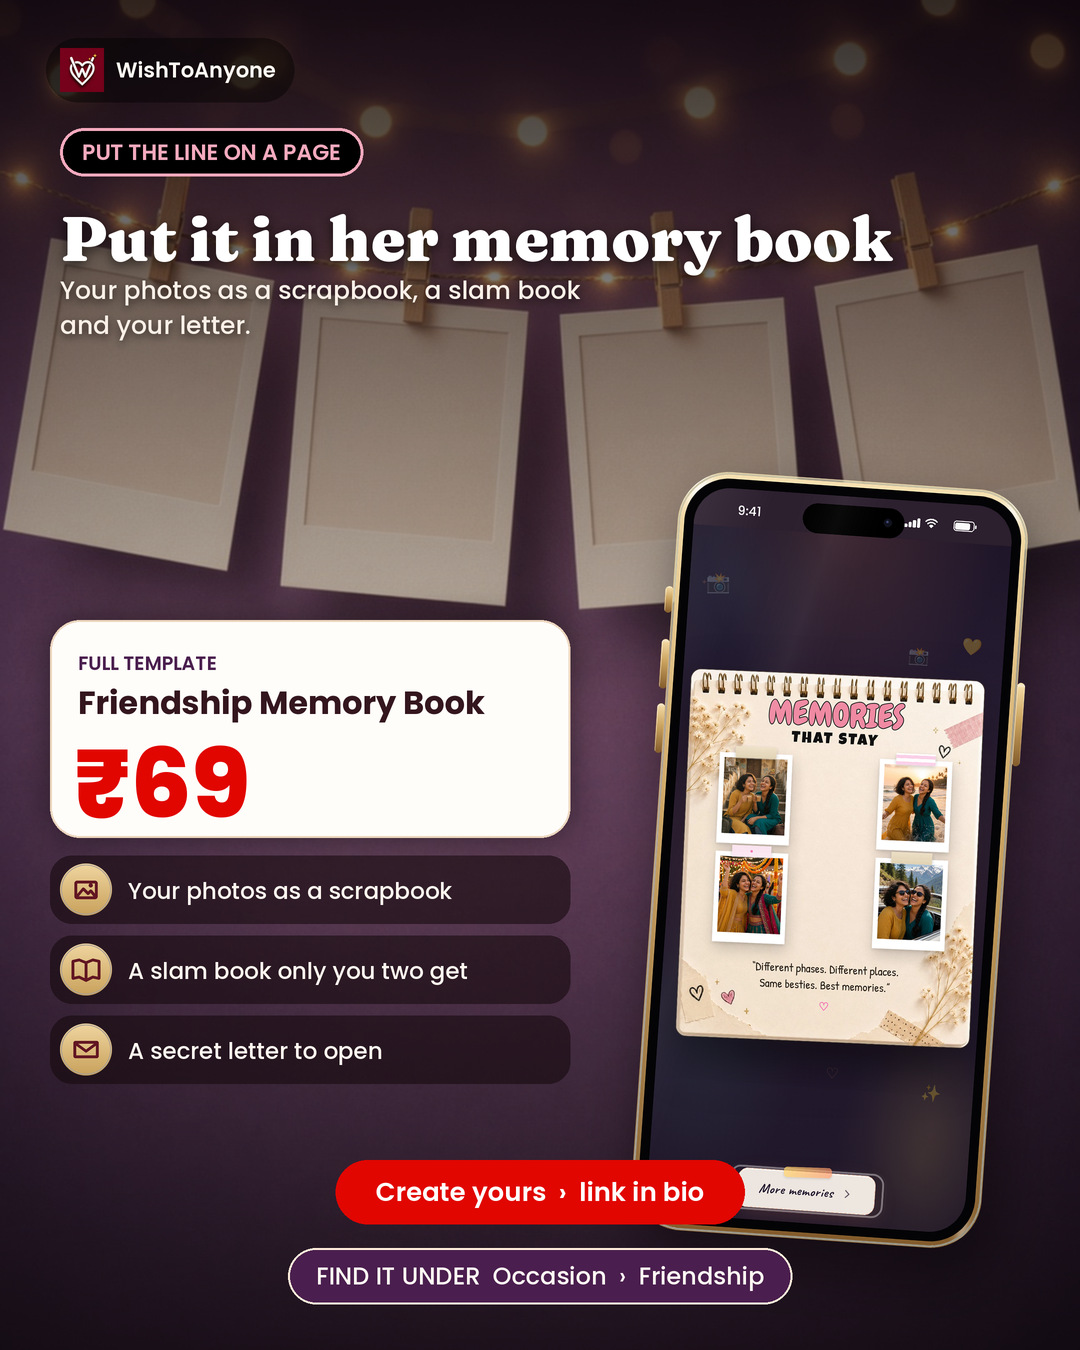 WishToAnyone
PUT THE LINE ON A PAGE
Put it in her memory book
Your photos as a scrapbook, a slam book
and your letter.
FULL TEMPLATE
Friendship Memory Book
₹69
Your photos as a scrapbook
A slam book only you two get
A secret letter to open
9:41
MEMORIES
THAT STAY
"Different phases. Different places.
Same besties. Best memories."
More memories ›
Create yours › link in bio
FIND IT UNDER Occasion › Friendship